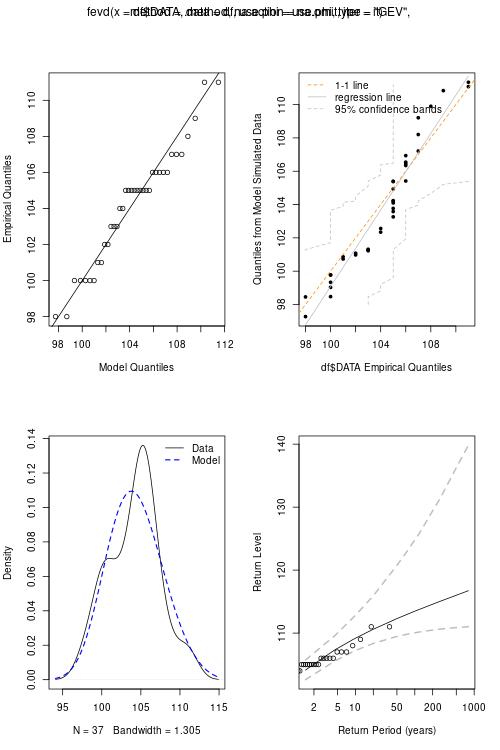 fevd(x =
type = "GEV",
1-1 line
regression line
95% confidence bands
Empirical Quantiles
98 100 102 104 106 108 110
98 100 104 108 112
Model Quantiles
Quantiles from Model Simulated Data
98 100 102 104 106 108 110
98 100 104 108
df$DATA Empirical Quantiles
Data
Model
Density
0.00 0.02 0.04 0.06 0.08 0.10 0.12 0.14
95 100 105 110 115
N = 37 Bandwidth = 1.305
Return Level
110 120 130 140
2 5 10 50 200 1000
Return Period (years)